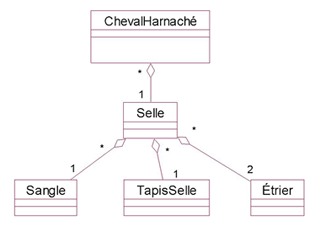 ChevalHarnaché
*
1
Selle
*
*
*
1
1
2
Sangle
TapisSelle
Étrier